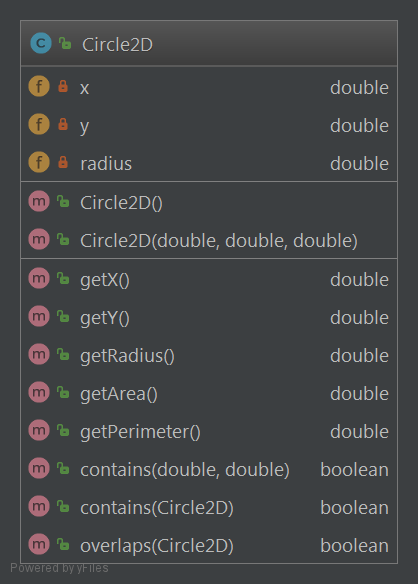 C Circle2D
f x double
f y double
f radius double
m Circle2D()
m Circle2D(double, double, double)
m getX() double
m getY() double
m getRadius() double
m getArea() double
m getPerimeter() double
m contains(double, double) boolean
m contains(Circle2D) boolean
m overlaps(Circle2D) boolean
Powered by yFiles